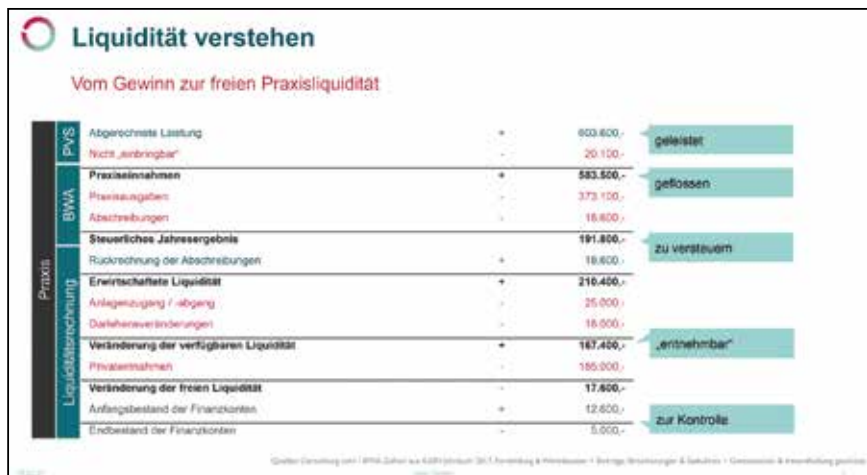 Liquidität verstehen
Vom Gewinn zur freien Praxisliquidität
Praxis
PVS
Abgerechnete Leistung + 603.600,- geleistet
Nicht „einbringbar“ - 20.100,-
BWA
Praxiseinnahmen + 583.500,- geflossen
Praxisausgaben - 373.100,-
Abschreibungen - 18.600,-
Liquiditätsrechnung
Steuerliches Jahresergebnis 191.800,- zu versteuern
Rückrechnung der Abschreibungen + 18.600,-
Erwirtschaftete Liquidität + 210.400,-
Anlagenzugang / -abgang - 25.000,-
Darlehensveränderungen - 18.000,-
Veränderung der verfügbaren Liquidität + 167.400,- „entnehmbar“
Privatentnahmen - 185.000,-
Veränderung der freien Liquidität - 17.600,-
Anfangsbestand der Finanzkonten + 12.600,-
Endbestand der Finanzkonten - 5.000,- zur Kontrolle